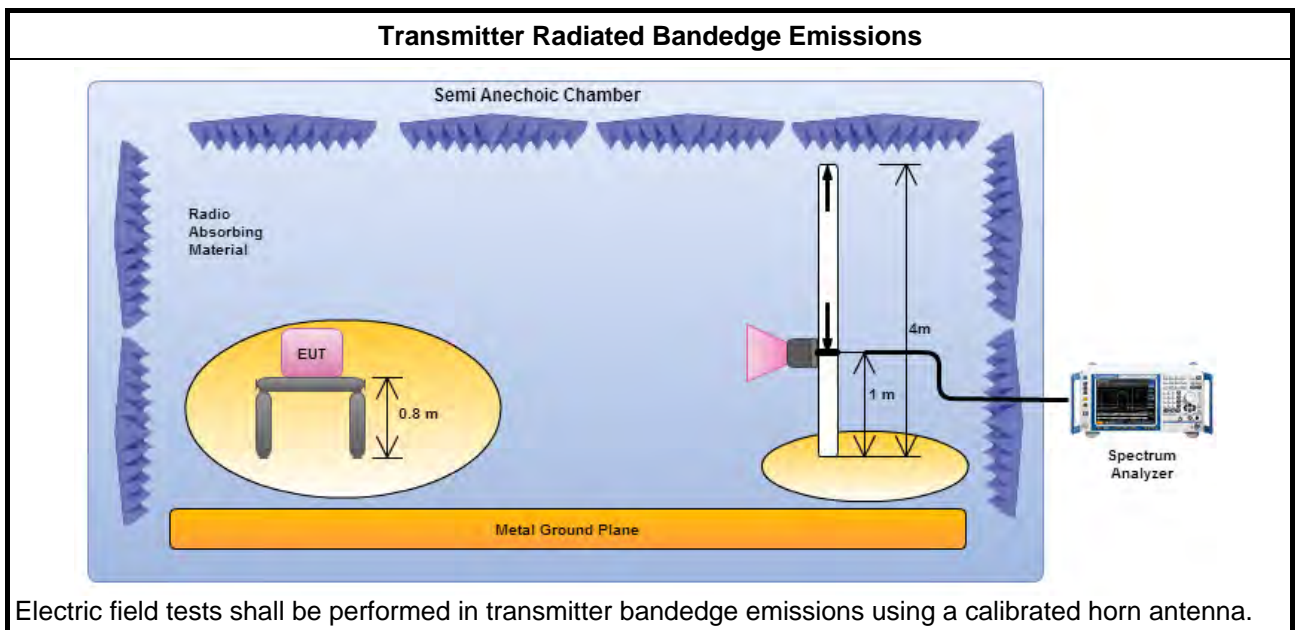 Transmitter Radiated Bandedge Emissions
Semi Anechoic Chamber
Radio
Absorbing
Material
4m
EUT
1 m
0.8 m
Spectrum
Analyzer
Metal Ground Plane
Electric field tests shall be performed in transmitter bandedge emissions using a calibrated horn antenna.